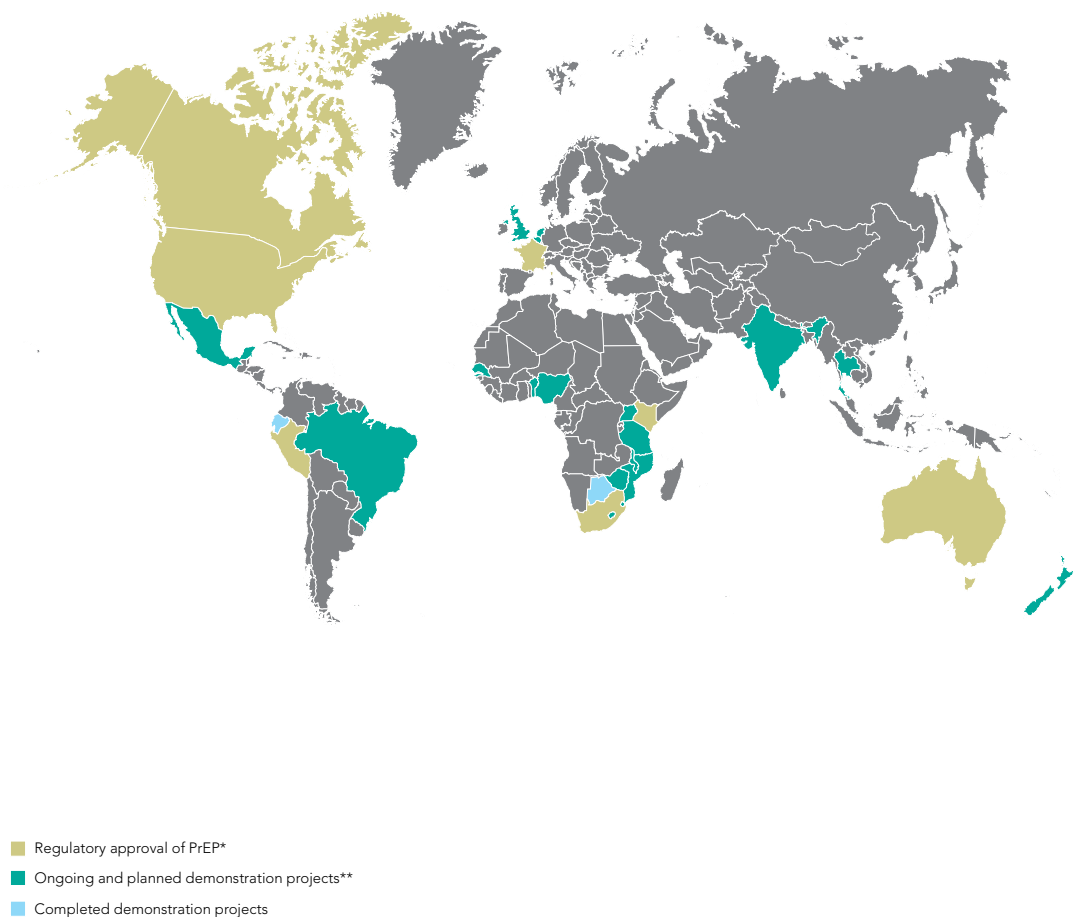 Regulatory approval of PrEP*
Ongoing and planned demonstration projects**
Completed demonstration projects